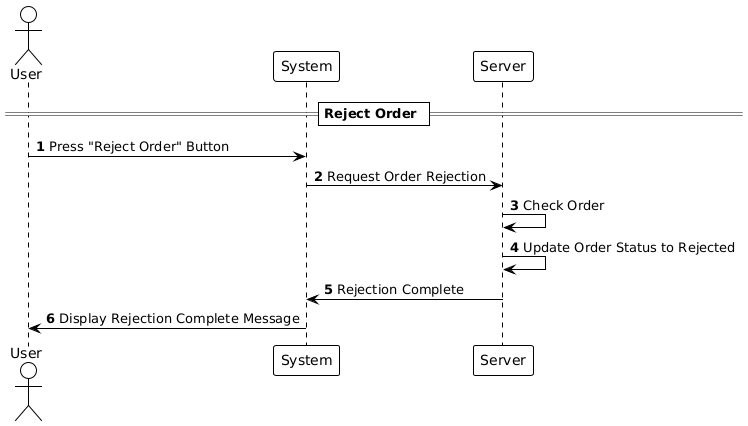 User
System
Server
Reject Order
1 Press "Reject Order" Button
2 Request Order Rejection
3 Check Order
4 Update Order Status to Rejected
5 Rejection Complete
6 Display Rejection Complete Message
User
System
Server